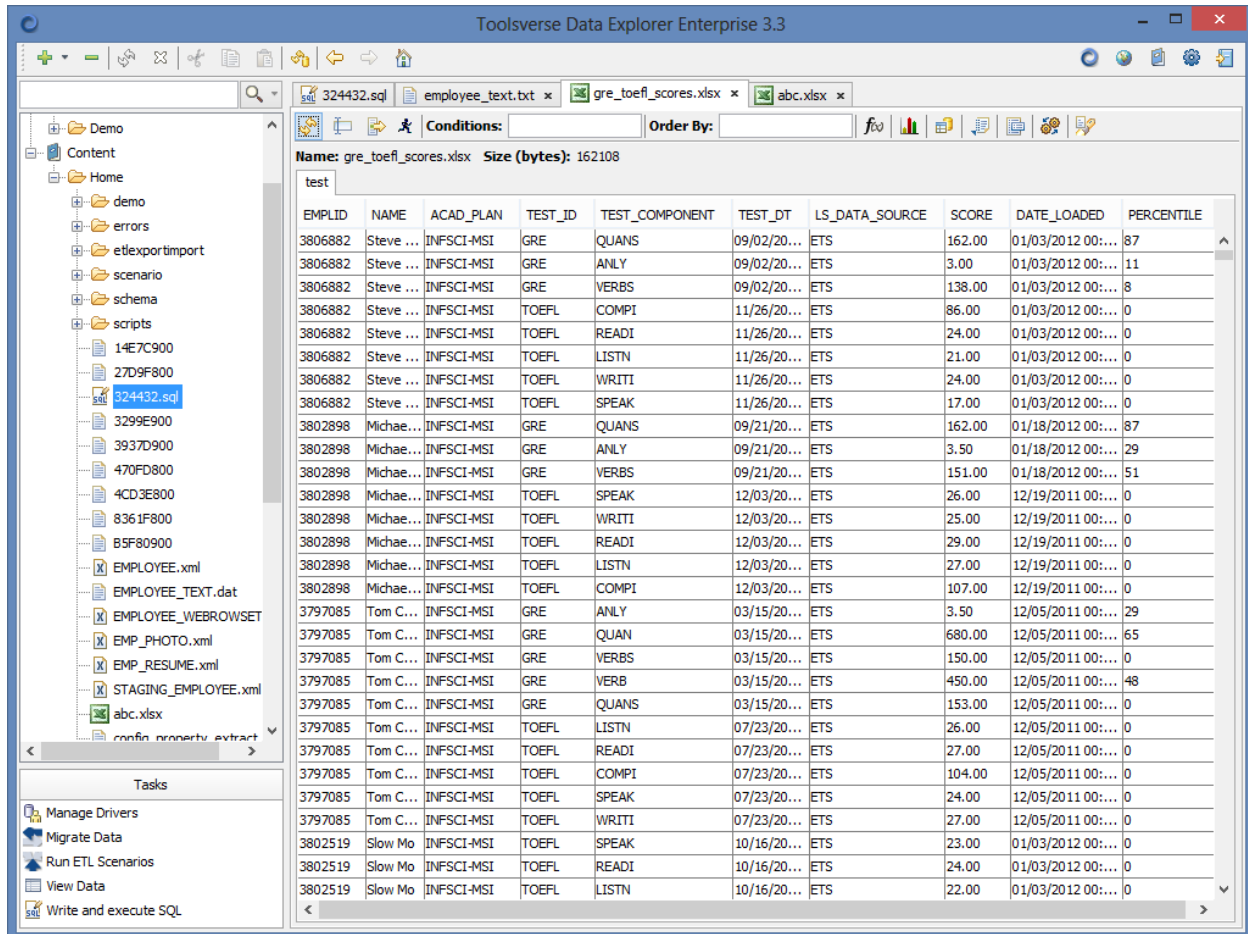 Toolsverse Data Explorer Enterprise 3.3
324432.sql employee_text.txt gre_toefl_scores.xlsx abc.xlsx
Conditions: Order By: f(x)
Name: gre_toefl_scores.xlsx Size (bytes): 162108
test
Demo
Content
Home
demo
errors
etlexportimport
scenario
schema
scripts
14E7C900
27D9F800
324432.sql
3299E900
3937D900
470FD800
4CD3E800
8361F800
B5F80900
EMPLOYEE.xml
EMPLOYEE_TEXT.dat
EMPLOYEE_WEBROWSET
EMP_PHOTO.xml
EMP_RESUME.xml
STAGING_EMPLOYEE.xml
abc.xlsx
config_property_extract
Tasks
Manage Drivers
Migrate Data
Run ETL Scenarios
View Data
Write and execute SQL
EMPLID NAME ACAD_PLAN TEST_ID TEST_COMPONENT TEST_DT LS_DATA_SOURCE SCORE DATE_LOADED PERCENTILE
3806882 Steve ... INFSCI-MSI GRE QUANS 09/02/20... ETS 162.00 01/03/2012 00:... 87
3806882 Steve ... INFSCI-MSI GRE ANLY 09/02/20... ETS 3.00 01/03/2012 00:... 11
3806882 Steve ... INFSCI-MSI GRE VERBS 09/02/20... ETS 138.00 01/03/2012 00:... 8
3806882 Steve ... INFSCI-MSI TOEFL COMPI 11/26/20... ETS 86.00 01/03/2012 00:... 0
3806882 Steve ... INFSCI-MSI TOEFL READI 11/26/20... ETS 24.00 01/03/2012 00:... 0
3806882 Steve ... INFSCI-MSI TOEFL LISTN 11/26/20... ETS 21.00 01/03/2012 00:... 0
3806882 Steve ... INFSCI-MSI TOEFL WRITI 11/26/20... ETS 24.00 01/03/2012 00:... 0
3806882 Steve ... INFSCI-MSI TOEFL SPEAK 11/26/20... ETS 17.00 01/03/2012 00:... 0
3802898 Michae... INFSCI-MSI GRE QUANS 09/21/20... ETS 162.00 01/18/2012 00:... 87
3802898 Michae... INFSCI-MSI GRE ANLY 09/21/20... ETS 3.50 01/18/2012 00:... 29
3802898 Michae... INFSCI-MSI GRE VERBS 09/21/20... ETS 151.00 01/18/2012 00:... 51
3802898 Michae... INFSCI-MSI TOEFL SPEAK 12/03/20... ETS 26.00 12/19/2011 00:... 0
3802898 Michae... INFSCI-MSI TOEFL WRITI 12/03/20... ETS 25.00 12/19/2011 00:... 0
3802898 Michae... INFSCI-MSI TOEFL READI 12/03/20... ETS 29.00 12/19/2011 00:... 0
3802898 Michae... INFSCI-MSI TOEFL LISTN 12/03/20... ETS 27.00 12/19/2011 00:... 0
3802898 Michae... INFSCI-MSI TOEFL COMPI 12/03/20... ETS 107.00 12/19/2011 00:... 0
3797085 Tom C... INFSCI-MSI GRE ANLY 03/15/20... ETS 3.50 12/05/2011 00:... 29
3797085 Tom C... INFSCI-MSI GRE QUAN 03/15/20... ETS 680.00 12/05/2011 00:... 65
3797085 Tom C... INFSCI-MSI GRE VERBS 03/15/20... ETS 150.00 12/05/2011 00:... 0
3797085 Tom C... INFSCI-MSI GRE VERB 03/15/20... ETS 450.00 12/05/2011 00:... 48
3797085 Tom C... INFSCI-MSI GRE QUANS 03/15/20... ETS 153.00 12/05/2011 00:... 0
3797085 Tom C... INFSCI-MSI TOEFL LISTN 07/23/20... ETS 26.00 12/05/2011 00:... 0
3797085 Tom C... INFSCI-MSI TOEFL READI 07/23/20... ETS 27.00 12/05/2011 00:... 0
3797085 Tom C... INFSCI-MSI TOEFL COMPI 07/23/20... ETS 104.00 12/05/2011 00:... 0
3797085 Tom C... INFSCI-MSI TOEFL SPEAK 07/23/20... ETS 24.00 12/05/2011 00:... 0
3797085 Tom C... INFSCI-MSI TOEFL WRITI 07/23/20... ETS 27.00 12/05/2011 00:... 0
3802519 Slow Mo INFSCI-MSI TOEFL SPEAK 10/16/20... ETS 23.00 01/03/2012 00:... 0
3802519 Slow Mo INFSCI-MSI TOEFL READI 10/16/20... ETS 24.00 01/03/2012 00:... 0
3802519 Slow Mo INFSCI-MSI TOEFL LISTN 10/16/20... ETS 22.00 01/03/2012 00:... 0